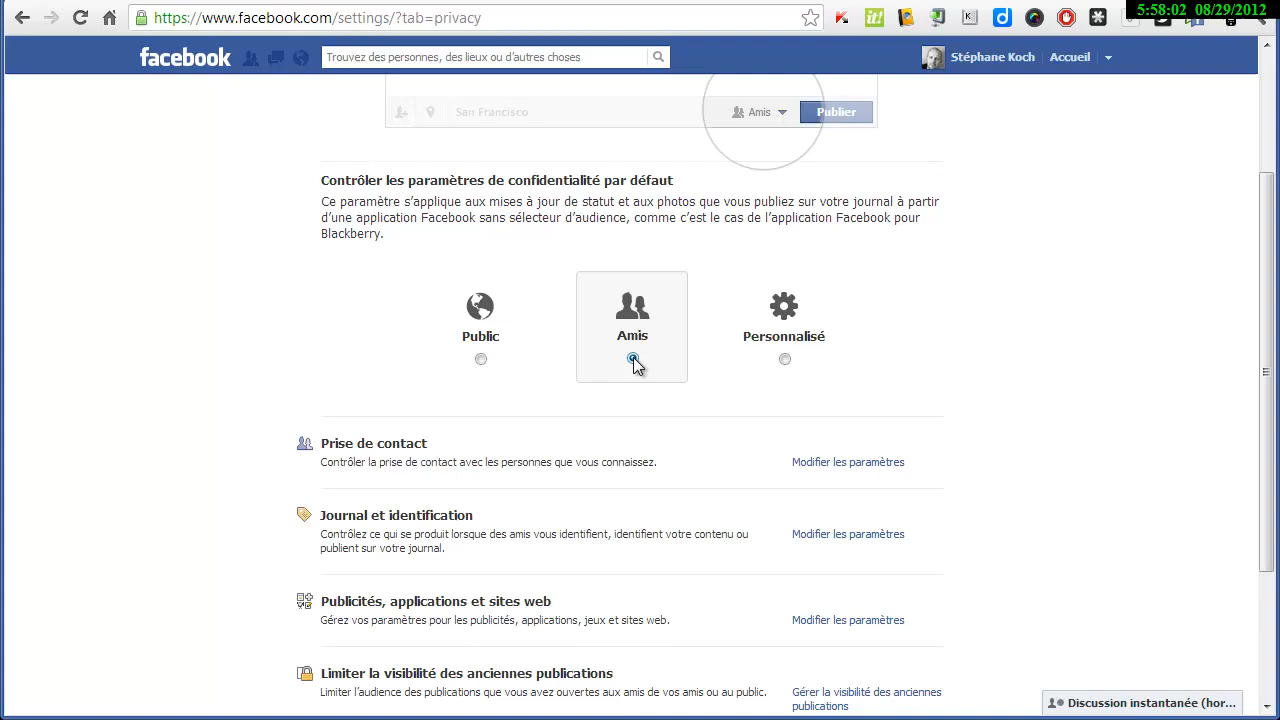 5:58:02 08/29/2012
https://www.facebook.com/settings/?tab=privacy
facebook
Trouvez des personnes, des lieux ou d'autres choses
Stéphane Koch
Accueil
San Francisco
Amis
Publier
Contrôler les paramètres de confidentialité par défaut
Ce paramètre s'applique aux mises à jour de statut et aux photos que vous publiez sur votre journal à partir
d'une application Facebook sans sélecteur d'audience, comme c'est le cas de l'application Facebook pour
Blackberry.
Public
Amis
Personnalisé
Prise de contact
Contrôler la prise de contact avec les personnes que vous connaissez.
Modifier les paramètres
Journal et identification
Contrôlez ce qui se produit lorsque des amis vous identifient, identifient votre contenu ou
publient sur votre journal.
Modifier les paramètres
Publicités, applications et sites web
Gérez vos paramètres pour les publicités, applications, jeux et sites web.
Modifier les paramètres
Limiter la visibilité des anciennes publications
Limiter l'audience des publications que vous avez ouvertes aux amis de vos amis ou au public.
Gérer la visibilité des anciennes
publications
Discussion instantanée (hor...